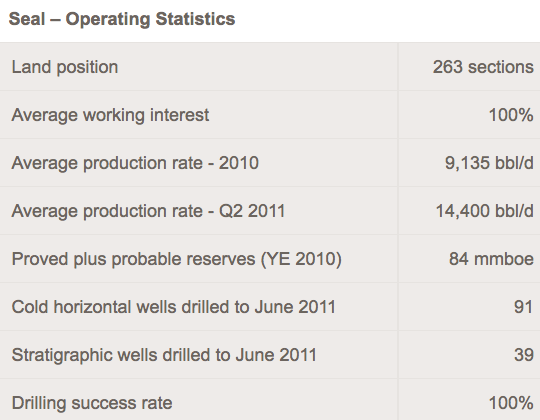 Seal – Operating Statistics
Land position 263 sections
Average working interest 100%
Average production rate - 2010 9,135 bbl/d
Average production rate - Q2 2011 14,400 bbl/d
Proved plus probable reserves (YE 2010) 84 mmboe
Cold horizontal wells drilled to June 2011 91
Stratigraphic wells drilled to June 2011 39
Drilling success rate 100%